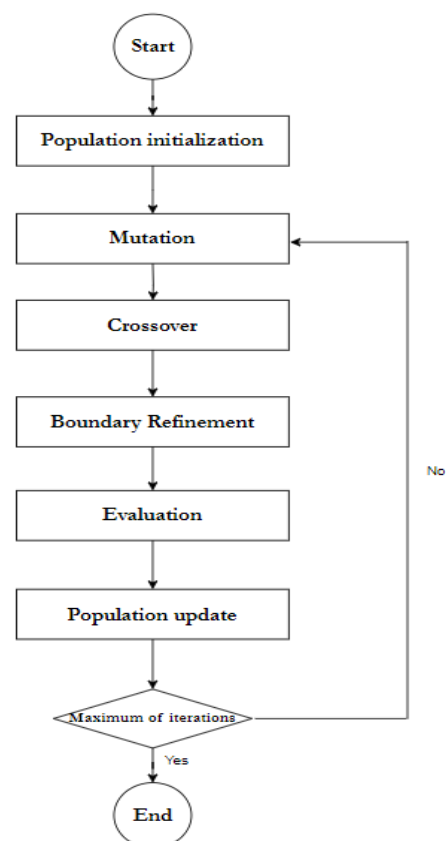 Start
Population initialization
Mutation
Crossover
Boundary Refinement
No
Evaluation
Population update
Maximum of iterations
Yes
End